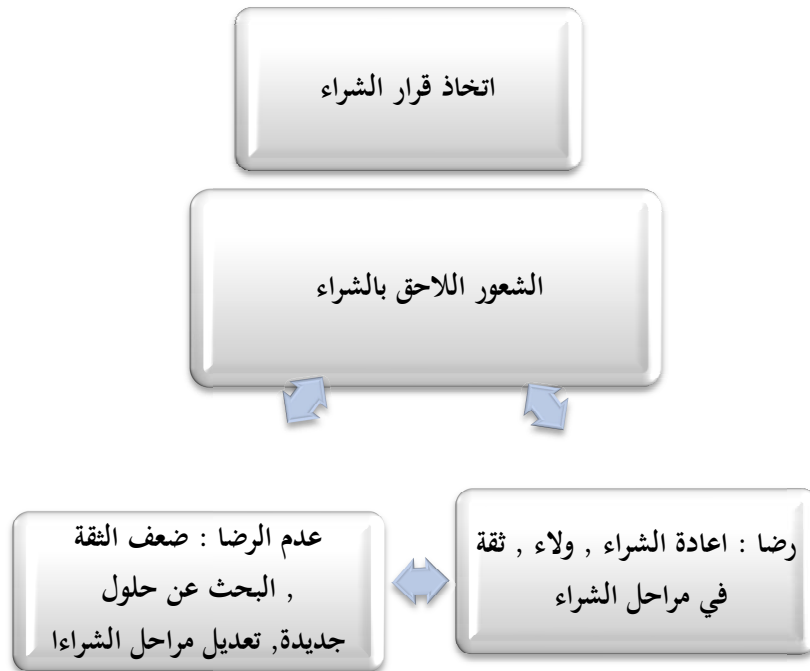 اتخاذ قرار الشراء
الشعور اللاحق بالشراء
رضا : اعادة الشراء , ولاء , ثقة
في مراحل الشراء
عدم الرضا : ضعف الثقة
, البحث عن حلول
جديدة, تعديل مراحل الشراءا